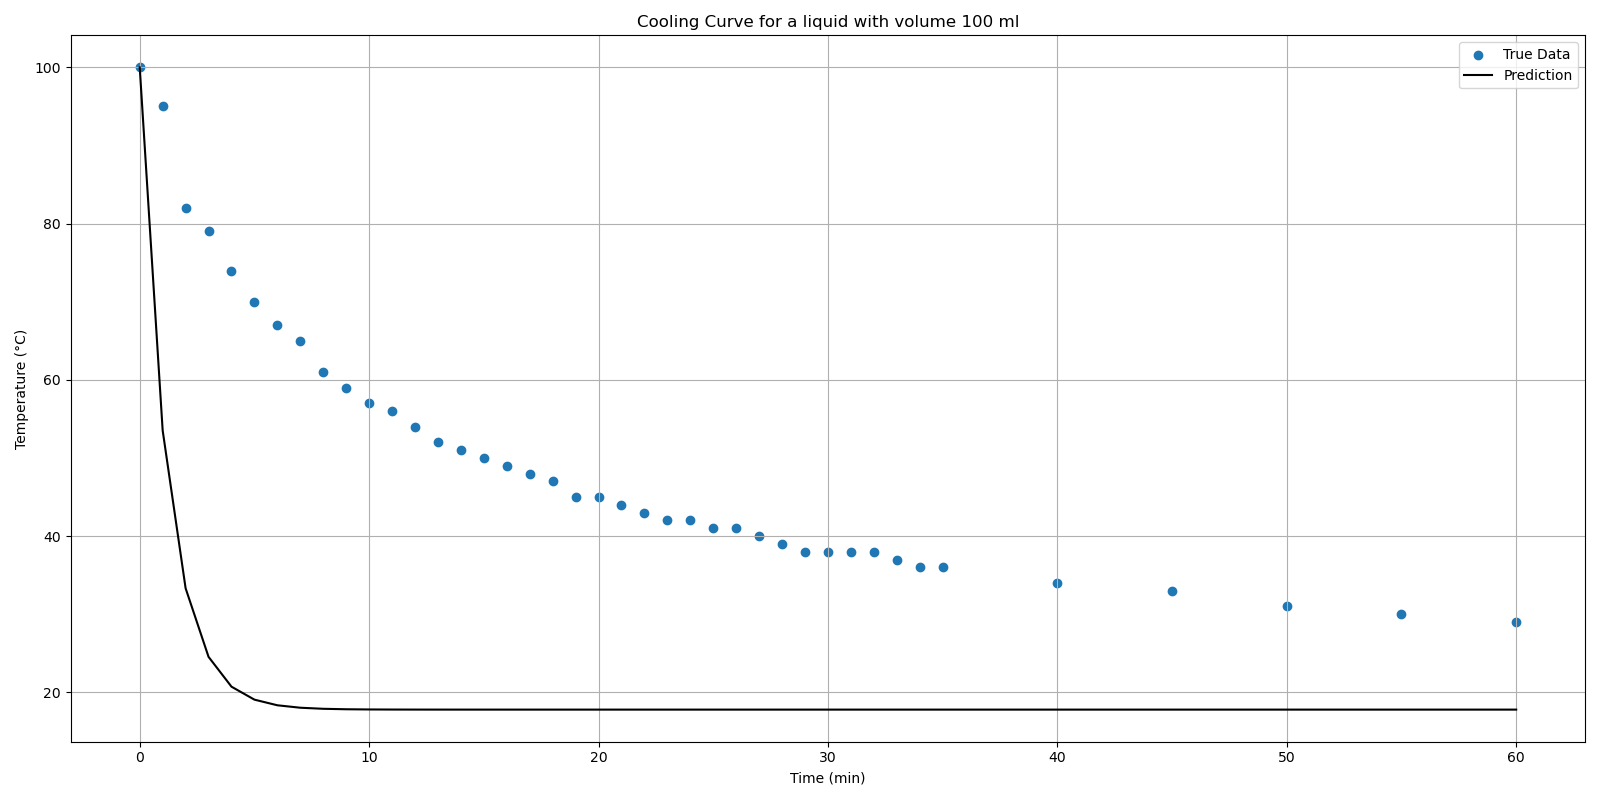 Cooling Curve for a liquid with volume 100 ml
True Data
Prediction
100
80
60
40
20
Temperature (°C)
0 10 20 30 40 50 60
Time (min)